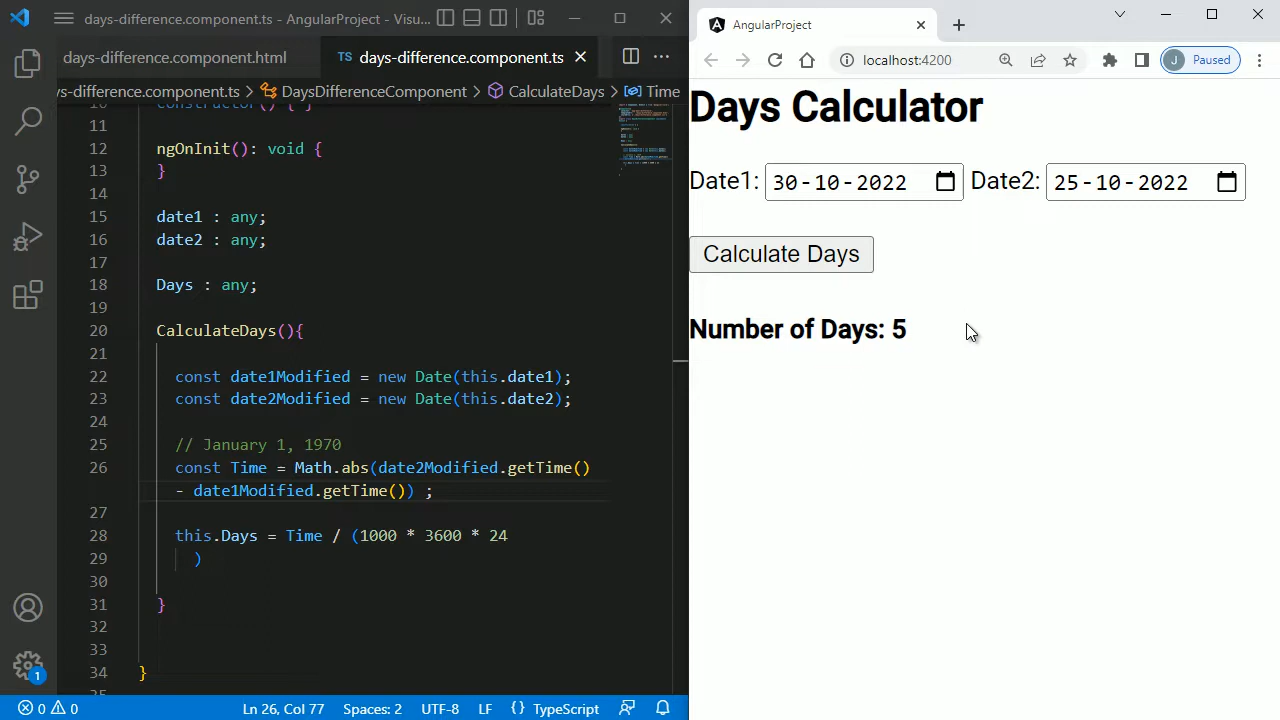 days-difference.component.ts - AngularProject - Visu...
days-difference.component.html
TS days-difference.component.ts
ys-difference.component.ts > DaysDifferenceComponent > CalculateDays > Time
10 constructor() { }
11
12 ngOnInit(): void {
13 }
14
15 date1 : any;
16 date2 : any;
17
18 Days : any;
19
20 CalculateDays(){
21
22 const date1Modified = new Date(this.date1);
23 const date2Modified = new Date(this.date2);
24
25 // January 1, 1970
26 const Time = Math.abs(date2Modified.getTime()
- date1Modified.getTime()) ;
27
28 this.Days = Time / (1000 * 3600 * 24
29 )
30
31 }
32
33
34 }
35
1
0 0
Ln 26, Col 77
Spaces: 2
UTF-8
LF
{} TypeScript
AngularProject
localhost:4200
J Paused
Days Calculator
Date1: 30-10-2022 Date2: 25-10-2022
Calculate Days
Number of Days: 5